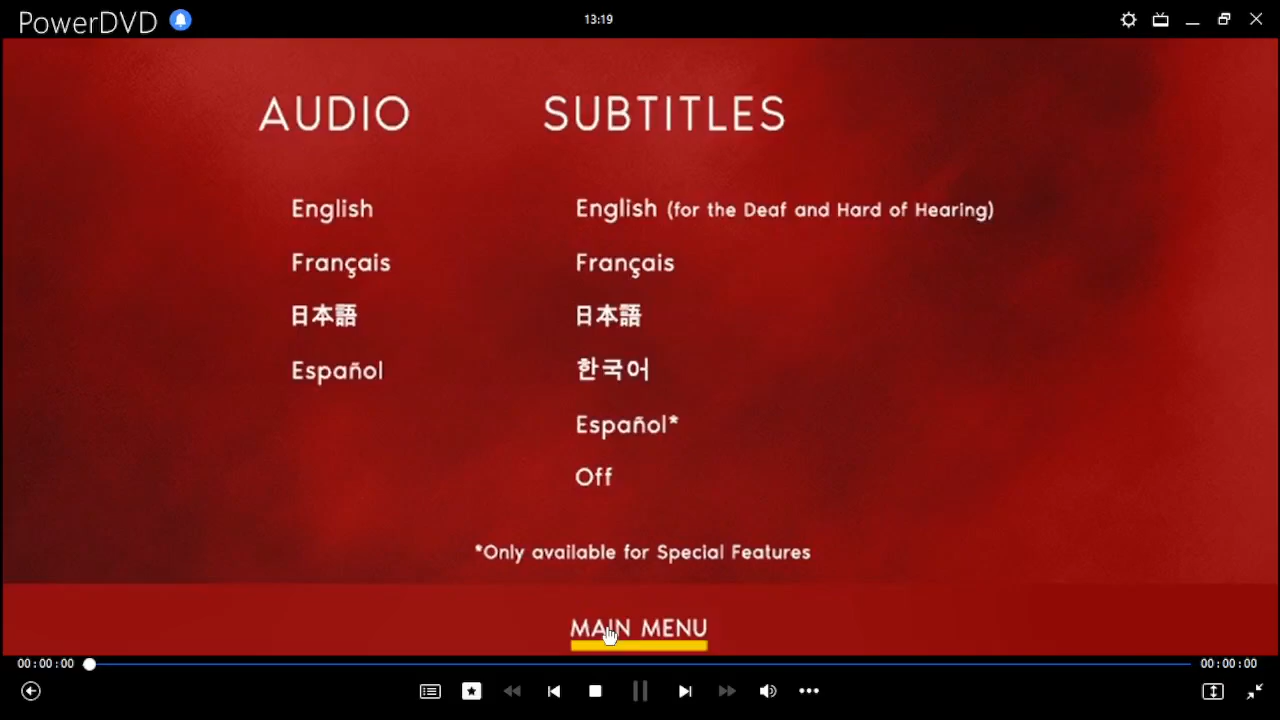 PowerDVD
13:19
AUDIO
English
Français
日本語
Español
SUBTITLES
English (for the Deaf and Hard of Hearing)
Français
日本語
한국어
Español*
Off
*Only available for Special Features
MAIN MENU
00:00:00
00:00:00